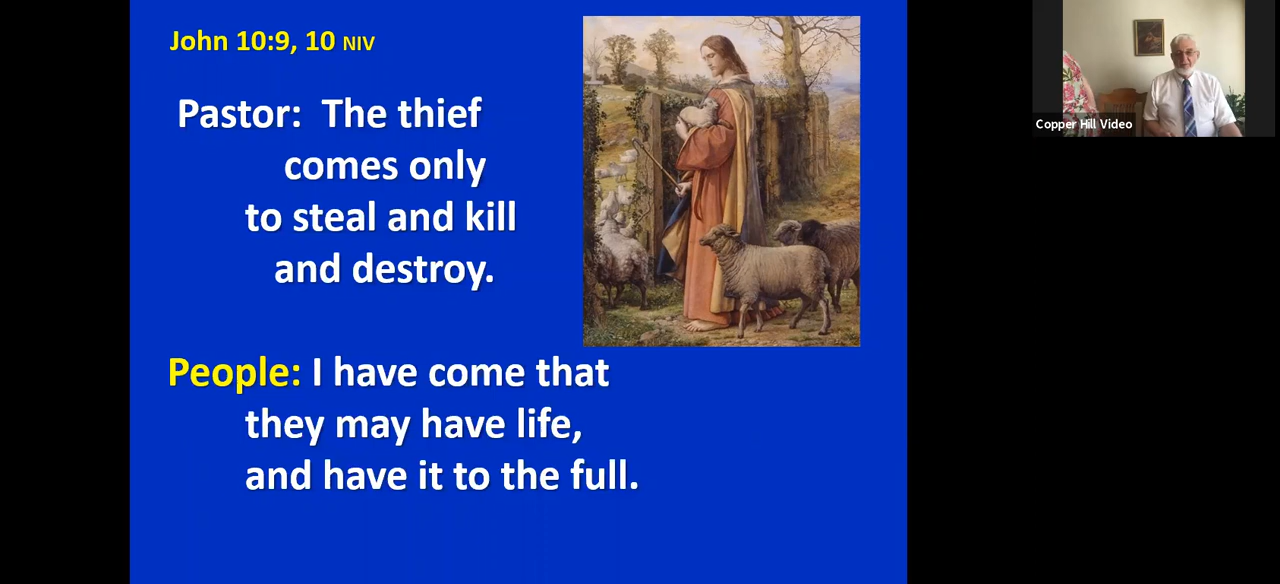 John 10:9, 10 NIV
Pastor: The thief
comes only
to steal and kill
and destroy.
People: I have come that
they may have life,
and have it to the full.
Copper Hill Video